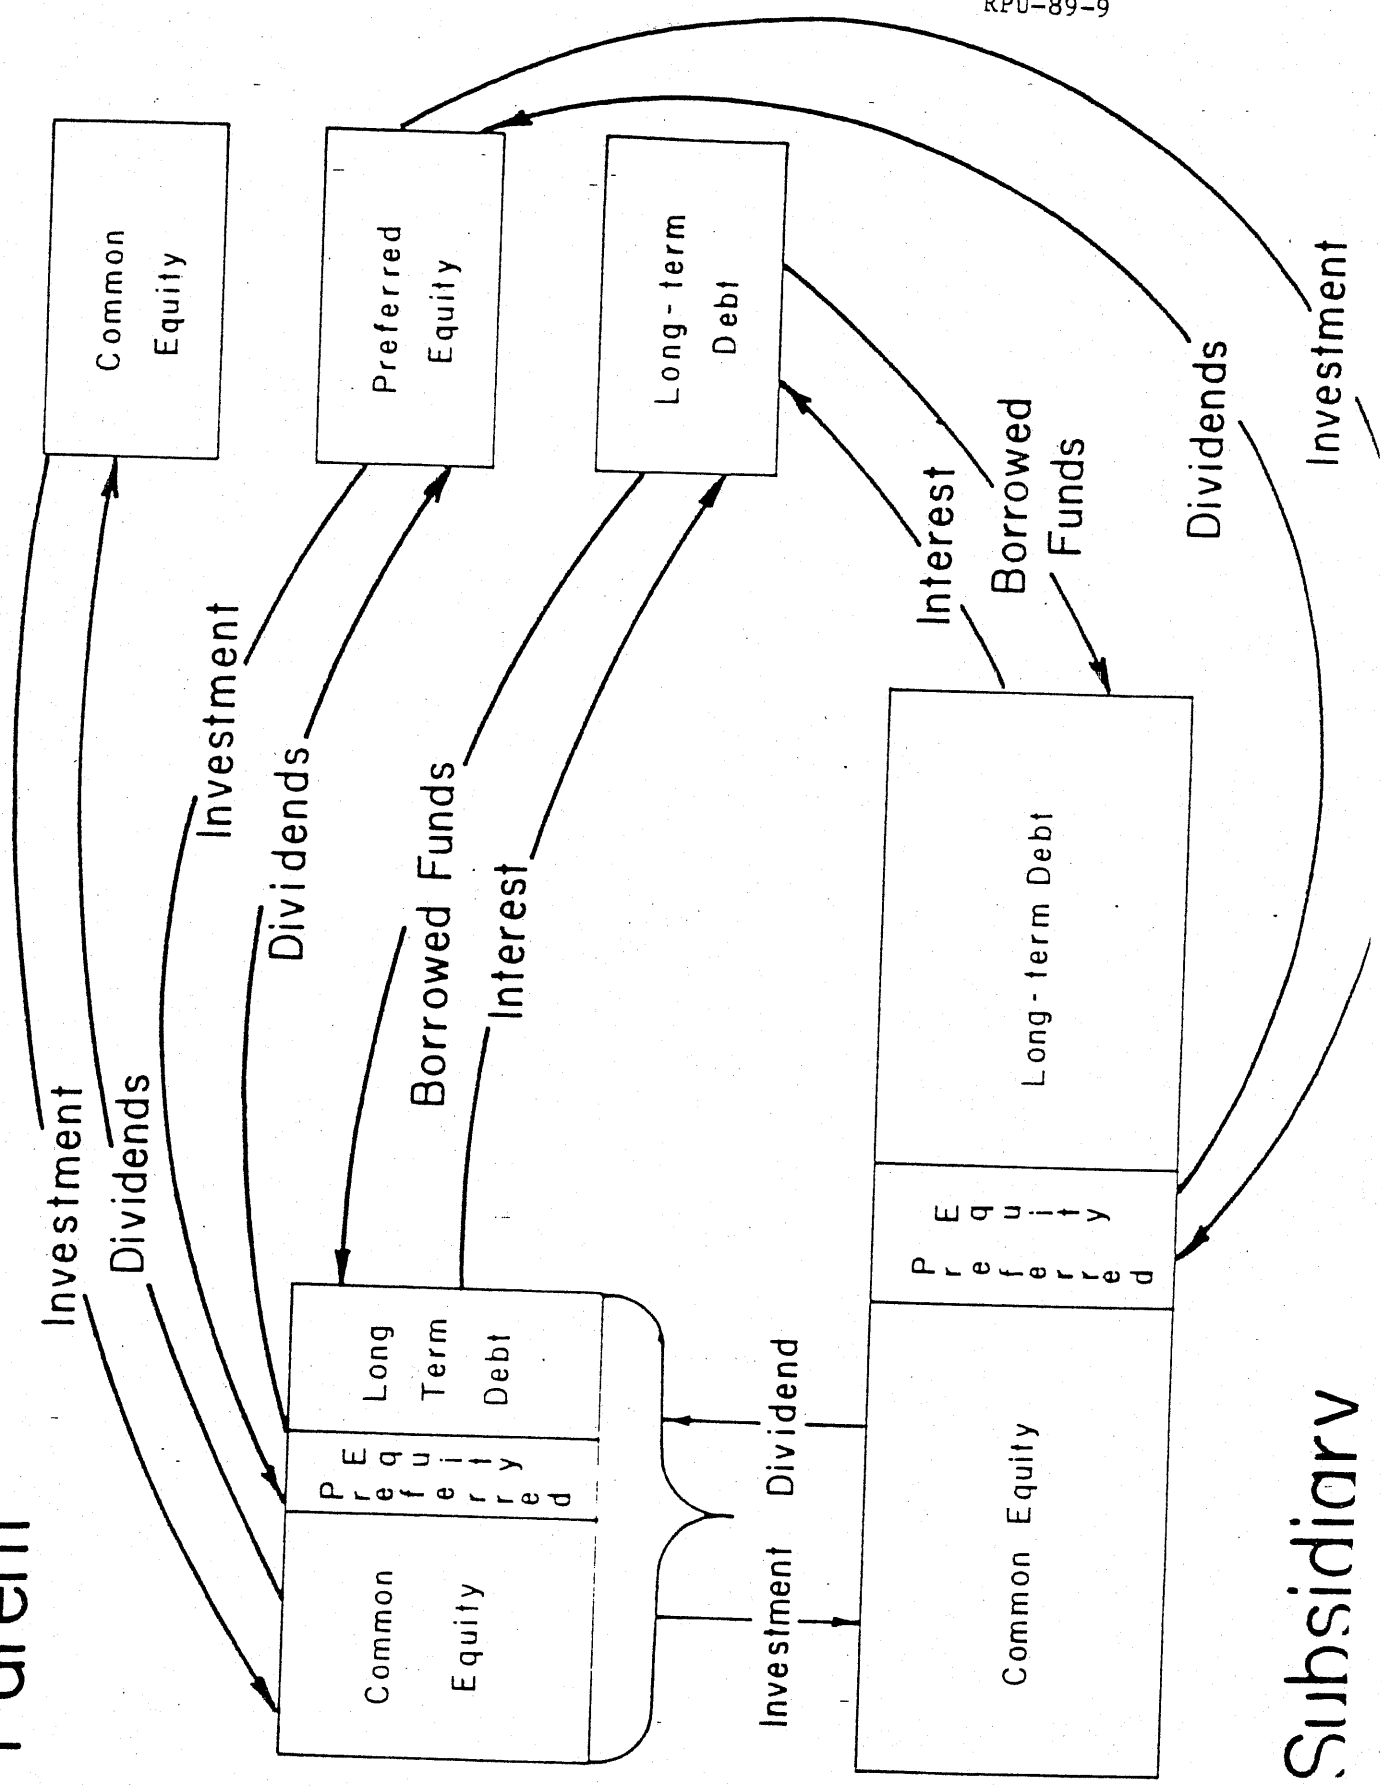 RPU-89-9
Parent
Investment
Dividends
Common
Equity
Investment
Dividends
Preferred
Equity
Borrowed Funds
Interest
Long-term
Debt
Common
Equity
Preferred
Equity
Long
Term
Debt
Investment
Dividend
Interest
Borrowed
Funds
Common Equity
Preferred
Equity
Long-term Debt
Dividends
Investment
Subsidiary